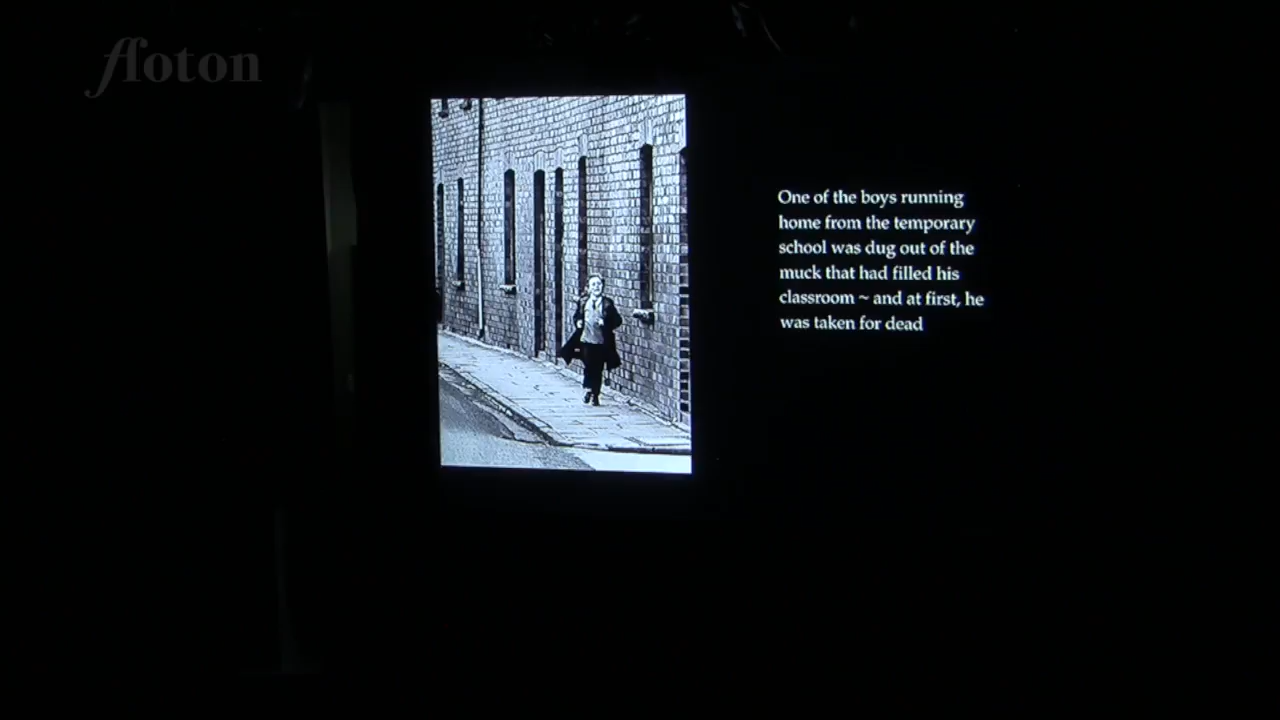 ffloton
One of the boys running
home from the temporary
school was dug out of the
muck that had filled his
classroom ~ and at first, he
was taken for dead